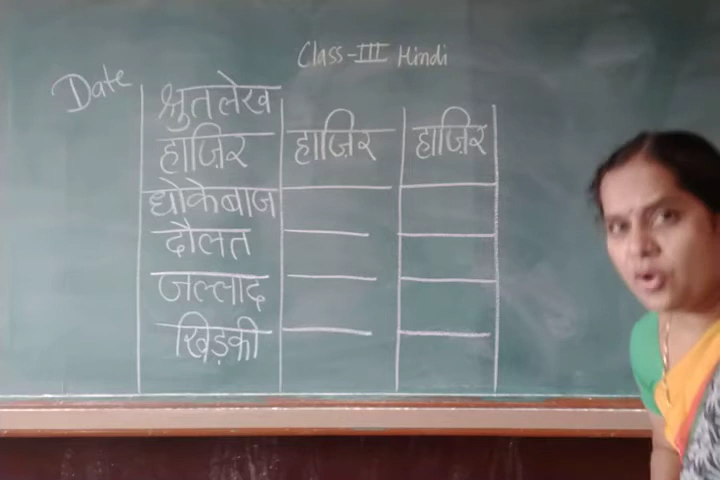 Class-III Hindi
Date
श्रुतलेख
हाज़िर हाज़िर हाज़िर
धोकेबाज
दौलत
जल्लाद
खिड़की